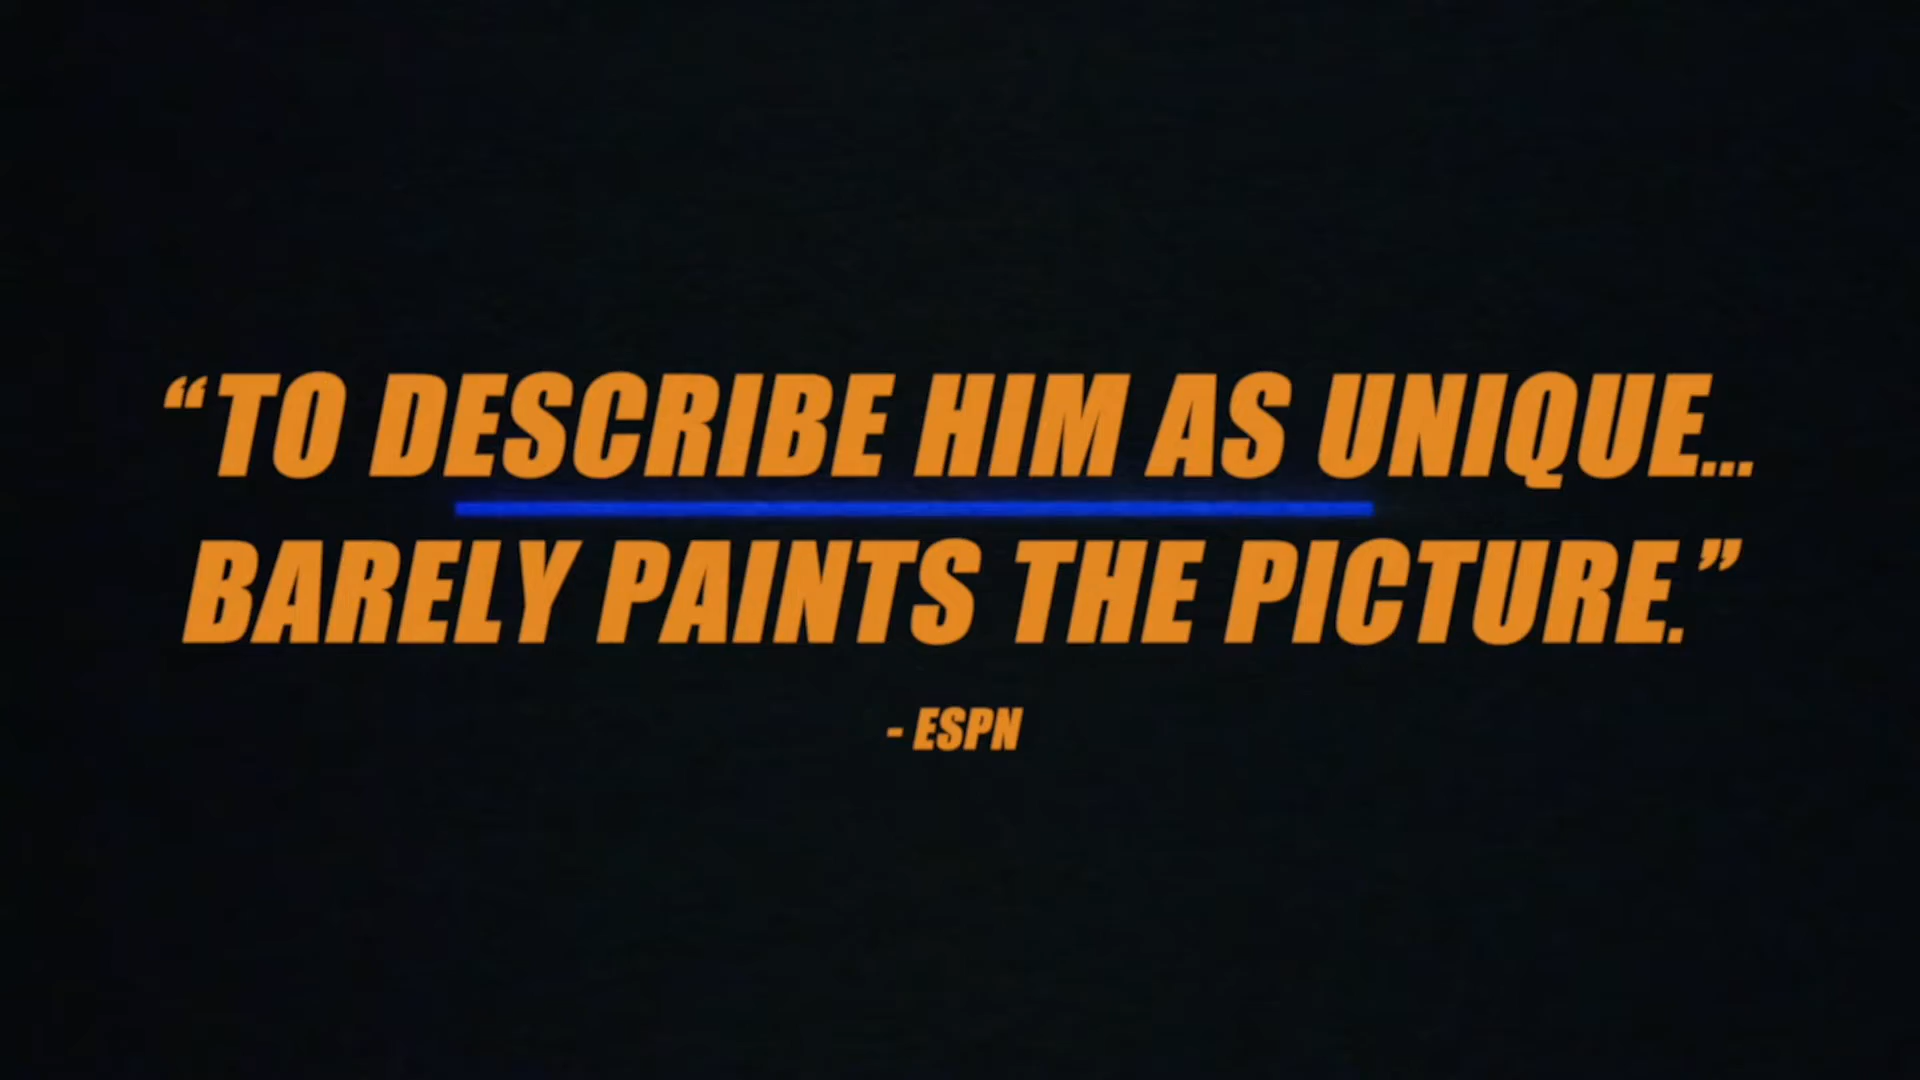 “TO DESCRIBE HIM AS UNIQUE...
BARELY PAINTS THE PICTURE.”
- ESPN